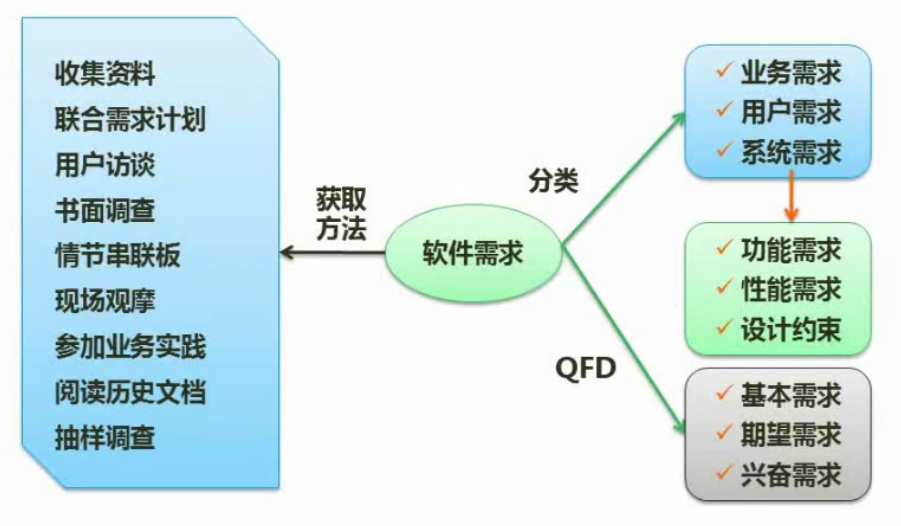 收集资料
联合需求计划
用户访谈
书面调查
情节串联板
现场观摩
参加业务实践
阅读历史文档
抽样调查
获取
方法
软件需求
分类
QFD
业务需求
用户需求
系统需求
功能需求
性能需求
设计约束
基本需求
期望需求
兴奋需求